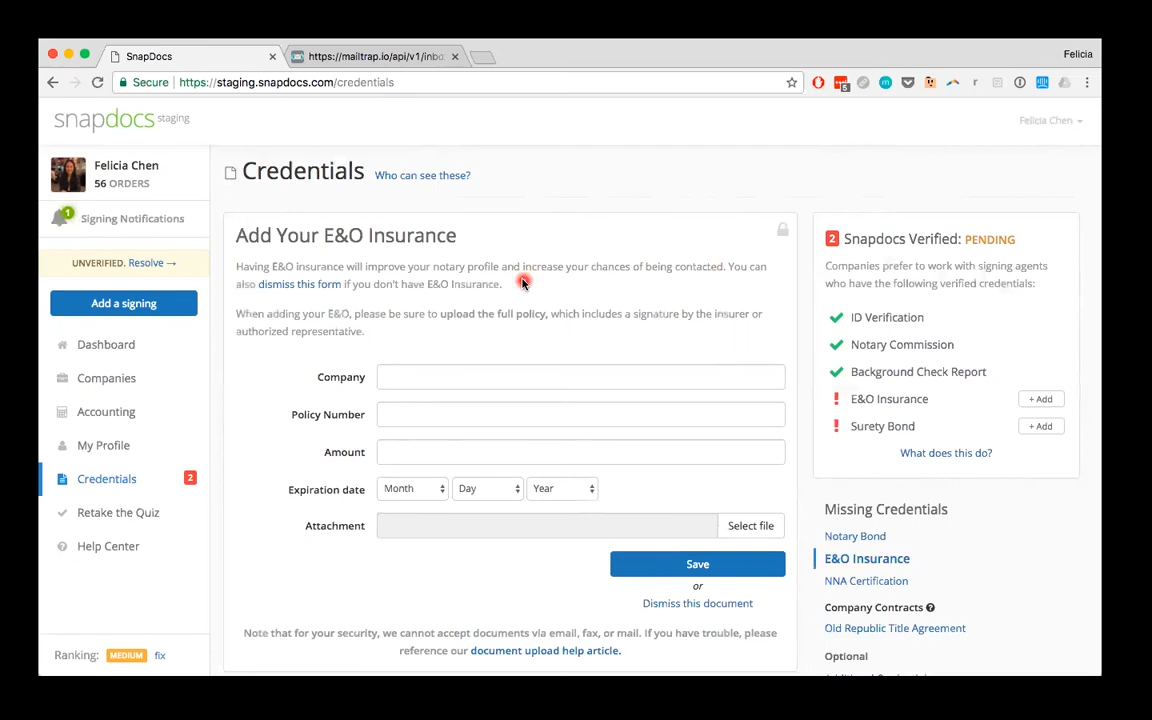 SnapDocs
https://mailtrap.io/api/v1/inbo
Felicia
Secure
https://staging.snapdocs.com/credentials
5
snapdocs staging
Felicia Chen
Felicia Chen
56 ORDERS
1
Signing Notifications
UNVERIFIED. Resolve →
Add a signing
Dashboard
Companies
Accounting
My Profile
Credentials
2
Retake the Quiz
Help Center
Ranking: MEDIUM fix
Credentials Who can see these?
Add Your E&O Insurance
Having E&O insurance will improve your notary profile and increase your chances of being contacted. You can
also dismiss this form if you don't have E&O Insurance.
When adding your E&O, please be sure to upload the full policy, which includes a signature by the insurer or
authorized representative.
Company
Policy Number
Amount
Expiration date Month Day Year
Attachment Select file
Save
or
Dismiss this document
Note that for your security, we cannot accept documents via email, fax, or mail. If you have trouble, please
reference our document upload help article.
2 Snapdocs Verified: PENDING
Companies prefer to work with signing agents
who have the following verified credentials:
ID Verification
Notary Commission
Background Check Report
E&O Insurance + Add
Surety Bond + Add
What does this do?
Missing Credentials
Notary Bond
E&O Insurance
NNA Certification
Company Contracts
Old Republic Title Agreement
Optional